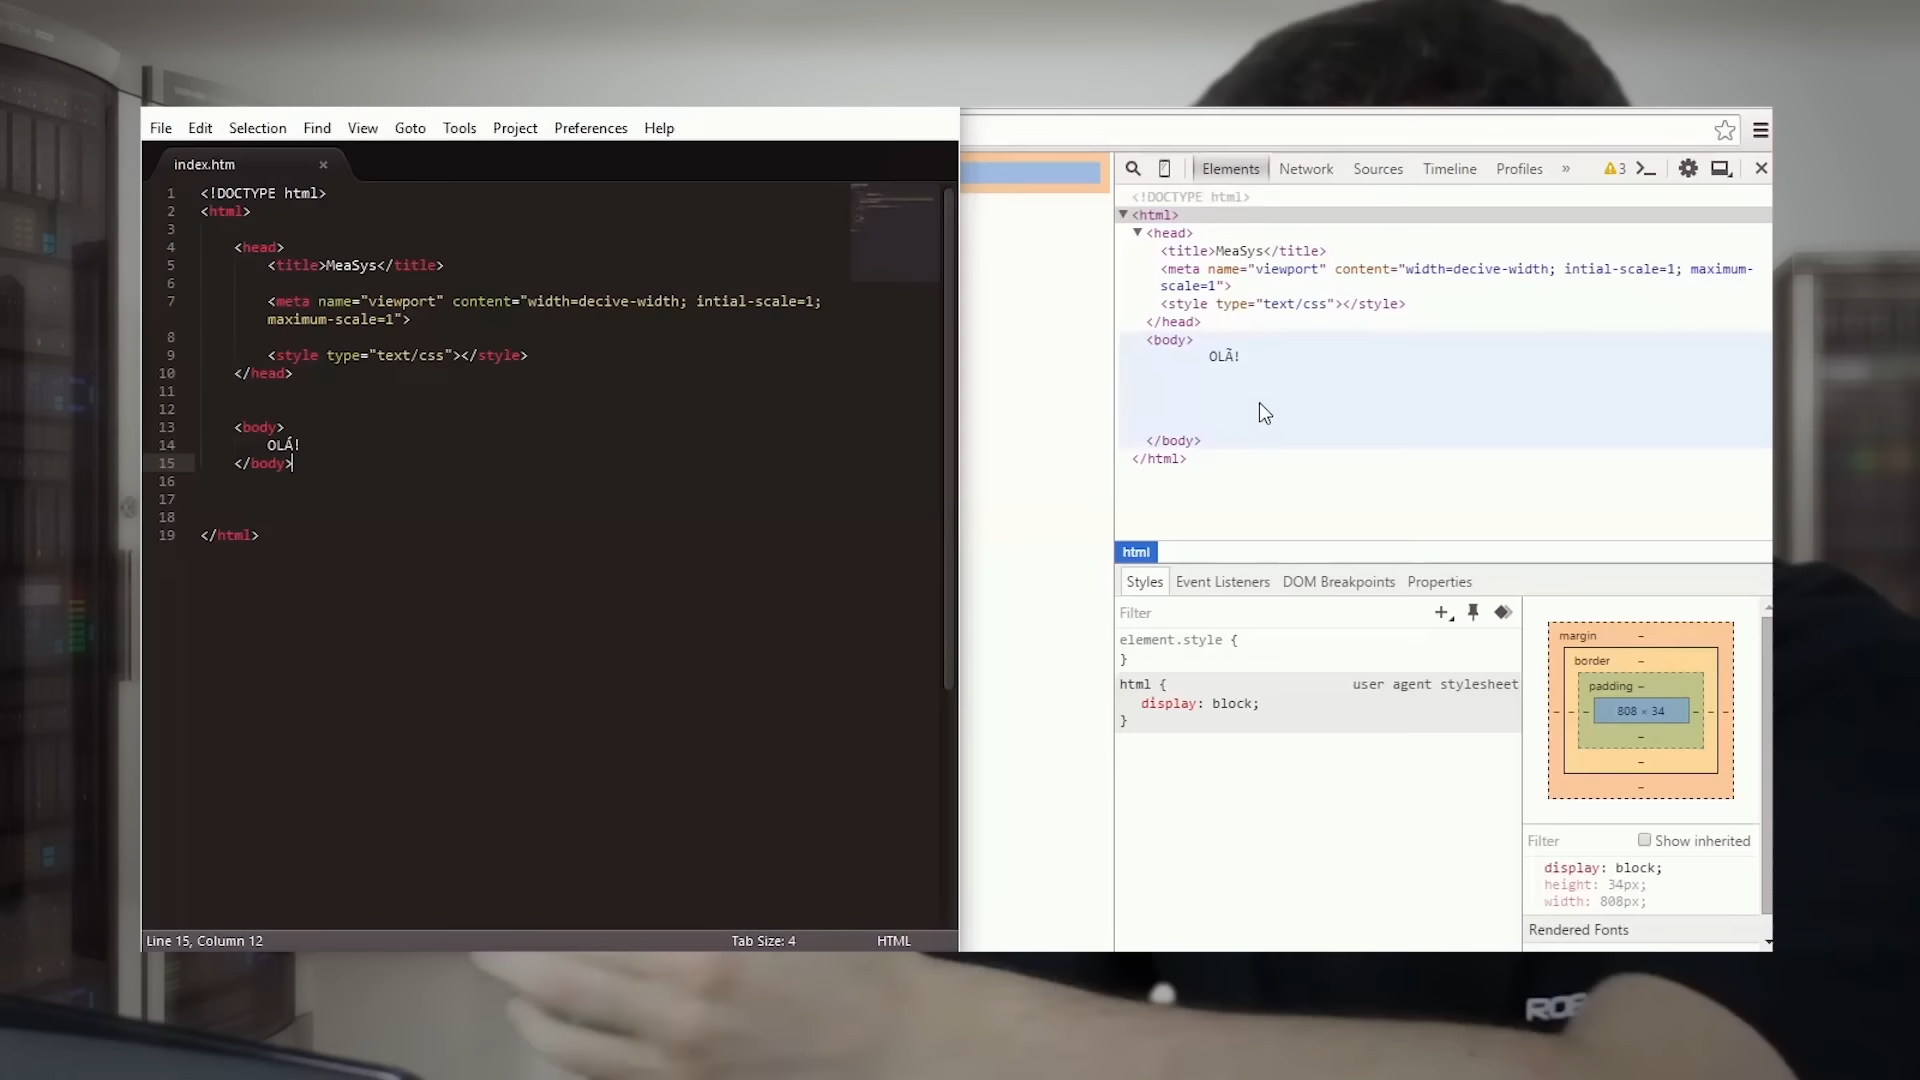 File Edit Selection Find View Goto Tools Project Preferences Help
index.htm ×
1 <!DOCTYPE html>
2 <html>
3
4 <head>
5 <title>MeaSys</title>
6
7 <meta name="viewport" content="width=decive-width; intial-scale=1;
maximum-scale=1">
8
9 <style type="text/css"></style>
10 </head>
11
12
13 <body>
14 OLÁ!
15 </body>
16
17
18
19 </html>
Line 15, Column 12 Tab Size: 4 HTML
Elements Network Sources Timeline Profiles » 3
<!DOCTYPE html>
<html>
<head>
<title>MeaSys</title>
<meta name="viewport" content="width=decive-width; intial-scale=1; maximum-
scale=1">
<style type="text/css"></style>
</head>
<body>
OLÃ!
</body>
</html>
html
Styles Event Listeners DOM Breakpoints Properties
Filter
element.style {
}
html { user agent stylesheet
display: block;
}
margin –
border –
padding –
– – – 808 × 34 – – –
–
–
–
Filter Show inherited
display: block;
height: 34px;
width: 808px;
Rendered Fonts